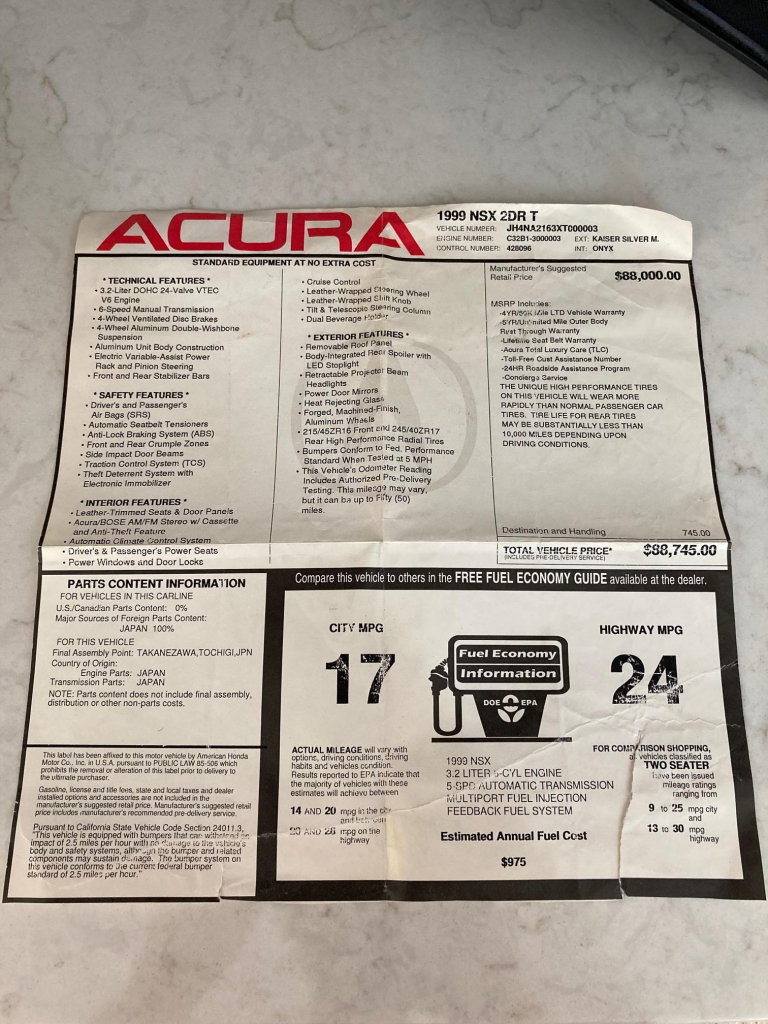 ACURA
1999 NSX 2DR T
VEHICLE NUMBER: JH4NA2163XT000003
ENGINE NUMBER: C32B1-3000003 EXT: KAISER SILVER M.
CONTROL NUMBER: 428096 INT: ONYX
STANDARD EQUIPMENT AT NO EXTRA COST
* TECHNICAL FEATURES *
• 3.2-Liter DOHC 24-Valve VTEC
V6 Engine
• 6-Speed Manual Transmission
• 4-Wheel Ventilated Disc Brakes
• 4-Wheel Aluminum Double-Wishbone
Suspension
• Aluminum Unit Body Construction
• Electric Variable-Assist Power
Rack and Pinion Steering
• Front and Rear Stabilizer Bars
* SAFETY FEATURES *
• Driver's and Passenger's
Air Bags (SRS)
• Automatic Seatbelt Tensioners
• Anti-Lock Braking System (ABS)
• Front and Rear Crumple Zones
• Side Impact Door Beams
• Traction Control System (TCS)
• Theft Deterrent System with
Electronic Immobilizer
* INTERIOR FEATURES *
• Leather-Trimmed Seats & Door Panels
• Acura/BOSE AM/FM Stereo w/ Cassette
and Anti-Theft Feature
• Automatic Climate Control System
• Driver's & Passenger's Power Seats
• Power Windows and Door Locks
• Cruise Control
• Leather-Wrapped Steering Wheel
• Leather-Wrapped Shift Knob
• Tilt & Telescopic Steering Column
• Dual Beverage Holder
* EXTERIOR FEATURES *
• Removable Roof Panel
• Body-Integrated Rear Spoiler with
LED Stoplight
• Retractable Projector Beam
Headlights
• Power Door Mirrors
• Heat Rejecting Glass
• Forged, Machined-Finish,
Aluminum Wheels
• 215/45ZR16 Front and 245/40ZR17
Rear High Performance Radial Tires
• Bumpers Conform to Fed. Performance
Standard When Tested at 5 MPH
• This Vehicle's Odometer Reading
Includes Authorized Pre-Delivery
Testing. This mileage may vary,
but it can be up to Fifty (50)
miles.
Manufacturer's Suggested
Retail Price $88,000.00
MSRP Includes:
-4YR/50K Mile LTD Vehicle Warranty
-5YR/Unlimited Mile Outer Body
Rust Through Warranty
-Lifetime Seat Belt Warranty
-Acura Total Luxury Care (TLC)
-Toll-Free Cust Assistance Number
-24HR Roadside Assistance Program
-Concierge Service
THE UNIQUE HIGH PERFORMANCE TIRES
ON THIS VEHICLE WILL WEAR MORE
RAPIDLY THAN NORMAL PASSENGER CAR
TIRES. TIRE LIFE FOR REAR TIRES
MAY BE SUBSTANTIALLY LESS THAN
10,000 MILES DEPENDING UPON
DRIVING CONDITIONS.
Destination and Handling 745.00
TOTAL VEHICLE PRICE* $88,745.00
(INCLUDES PRE-DELIVERY SERVICE)
PARTS CONTENT INFORMATION
FOR VEHICLES IN THIS CARLINE
U.S./Canadian Parts Content: 0%
Major Sources of Foreign Parts Content:
JAPAN 100%
FOR THIS VEHICLE
Final Assembly Point: TAKANEZAWA,TOCHIGI,JPN
Country of Origin:
Engine Parts: JAPAN
Transmission Parts: JAPAN
NOTE: Parts content does not include final assembly,
distribution or other non-parts costs.
This label has been affixed to this motor vehicle by American Honda
Motor Co., Inc. in U.S.A. pursuant to PUBLIC LAW 85-506 which
prohibits the removal or alteration of this label prior to delivery to
the ultimate purchaser.
Gasoline, license and title fees, state and local taxes and dealer
installed options and accessories are not included in the
manufacturer's suggested retail price. Manufacturer's suggested retail
price includes manufacturer's recommended pre-delivery service.
Pursuant to California State Vehicle Code Section 24011.3,
"This vehicle is equipped with bumpers that can withstand an
impact of 2.5 miles per hour with no damage to the vehicle's
body and safety systems, although the bumper and related
components may sustain damage. The bumper system on
this vehicle conforms to the current federal bumper
standard of 2.5 miles per hour."
Compare this vehicle to others in the FREE FUEL ECONOMY GUIDE available at the dealer.
CITY MPG
17
Fuel Economy
Information
DOE EPA
HIGHWAY MPG
24
ACTUAL MILEAGE will vary with
options, driving conditions, driving
habits and vehicles condition.
Results reported to EPA indicate that
the majority of vehicles with these
estimates will achieve between
14 AND 20 mpg in the city
and between
20 AND 28 mpg on the
highway
1999 NSX
3.2 LITER 6-CYL ENGINE
5-SPD AUTOMATIC TRANSMISSION
MULTIPORT FUEL INJECTION
FEEDBACK FUEL SYSTEM
Estimated Annual Fuel Cost
$975
FOR COMPARISON SHOPPING,
all vehicles classified as
TWO SEATER
have been issued
mileage ratings
ranging from
9 to 25 mpg city
and
13 to 30 mpg
highway